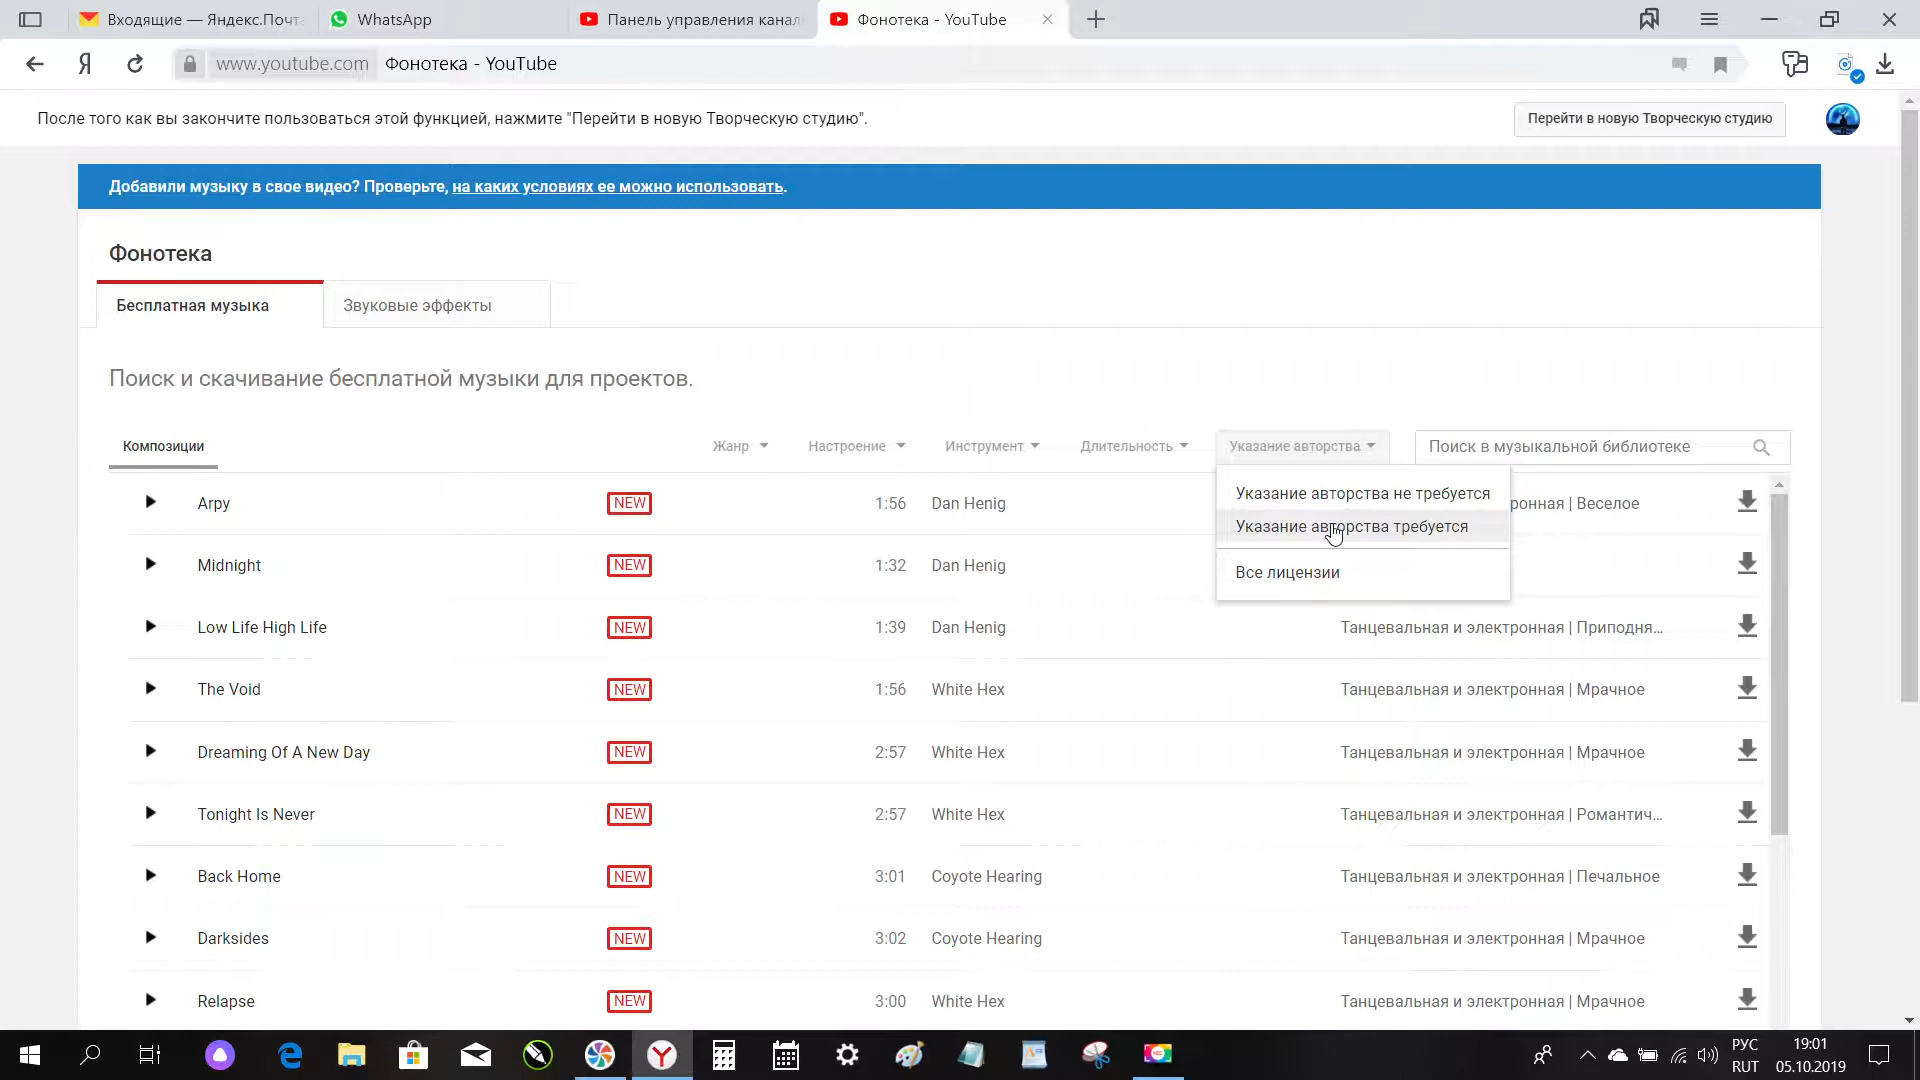 Входящие — Яндекс.Почта
WhatsApp
Панель управления канал
Фонотека - YouTube
www.youtube.com
Фонотека - YouTube
После того как вы закончите пользоваться этой функцией, нажмите "Перейти в новую Творческую студию".
Перейти в новую Творческую студию
Добавили музыку в свое видео? Проверьте, на каких условиях ее можно использовать.
Фонотека
Бесплатная музыка
Звуковые эффекты
Поиск и скачивание бесплатной музыки для проектов.
Композиции
Жанр
Настроение
Инструмент
Длительность
Указание авторства
Поиск в музыкальной библиотеке
Указание авторства не требуется
Указание авторства требуется
Все лицензии
Arpy NEW 1:56 Dan Henig ронная | Веселое
Midnight NEW 1:32 Dan Henig
Low Life High Life NEW 1:39 Dan Henig Танцевальная и электронная | Приподня...
The Void NEW 1:56 White Hex Танцевальная и электронная | Мрачное
Dreaming Of A New Day NEW 2:57 White Hex Танцевальная и электронная | Мрачное
Tonight Is Never NEW 2:57 White Hex Танцевальная и электронная | Романтич...
Back Home NEW 3:01 Coyote Hearing Танцевальная и электронная | Печальное
Darksides NEW 3:02 Coyote Hearing Танцевальная и электронная | Мрачное
Relapse NEW 3:00 White Hex Танцевальная и электронная | Мрачное
РУС
RUT
19:01
05.10.2019